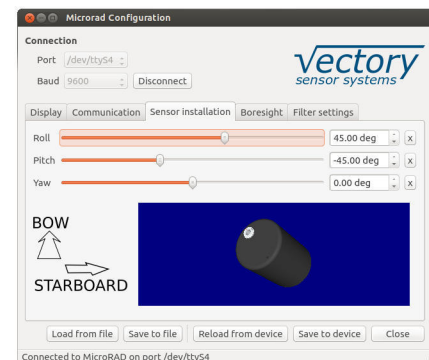 Microrad Configuration
Connection
Port /dev/ttyS4
Baud 9600 Disconnect
Vectory
sensor systems
Display Communication Sensor installation Boresight Filter settings
Roll 45.00 deg x
Pitch -45.00 deg x
Yaw 0.00 deg x
BOW
STARBOARD
Load from file Save to file Reload from device Save to device Close
Connected to MicroRAD on port /dev/ttyS4